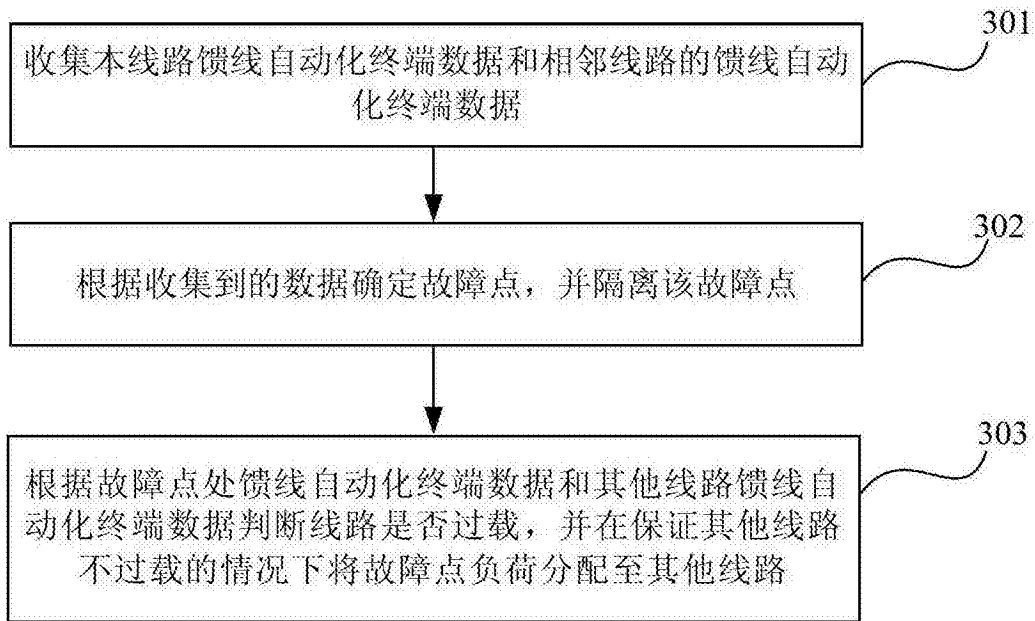 301
收集本线路馈线自动化终端数据和相邻线路的馈线自动
化终端数据
302
根据收集到的数据确定故障点，并隔离该故障点
303
根据故障点处馈线自动化终端数据和其他线路馈线自
动化终端数据判断线路是否过载，并在保证其他线路
不过载的情况下将故障点负荷分配至其他线路